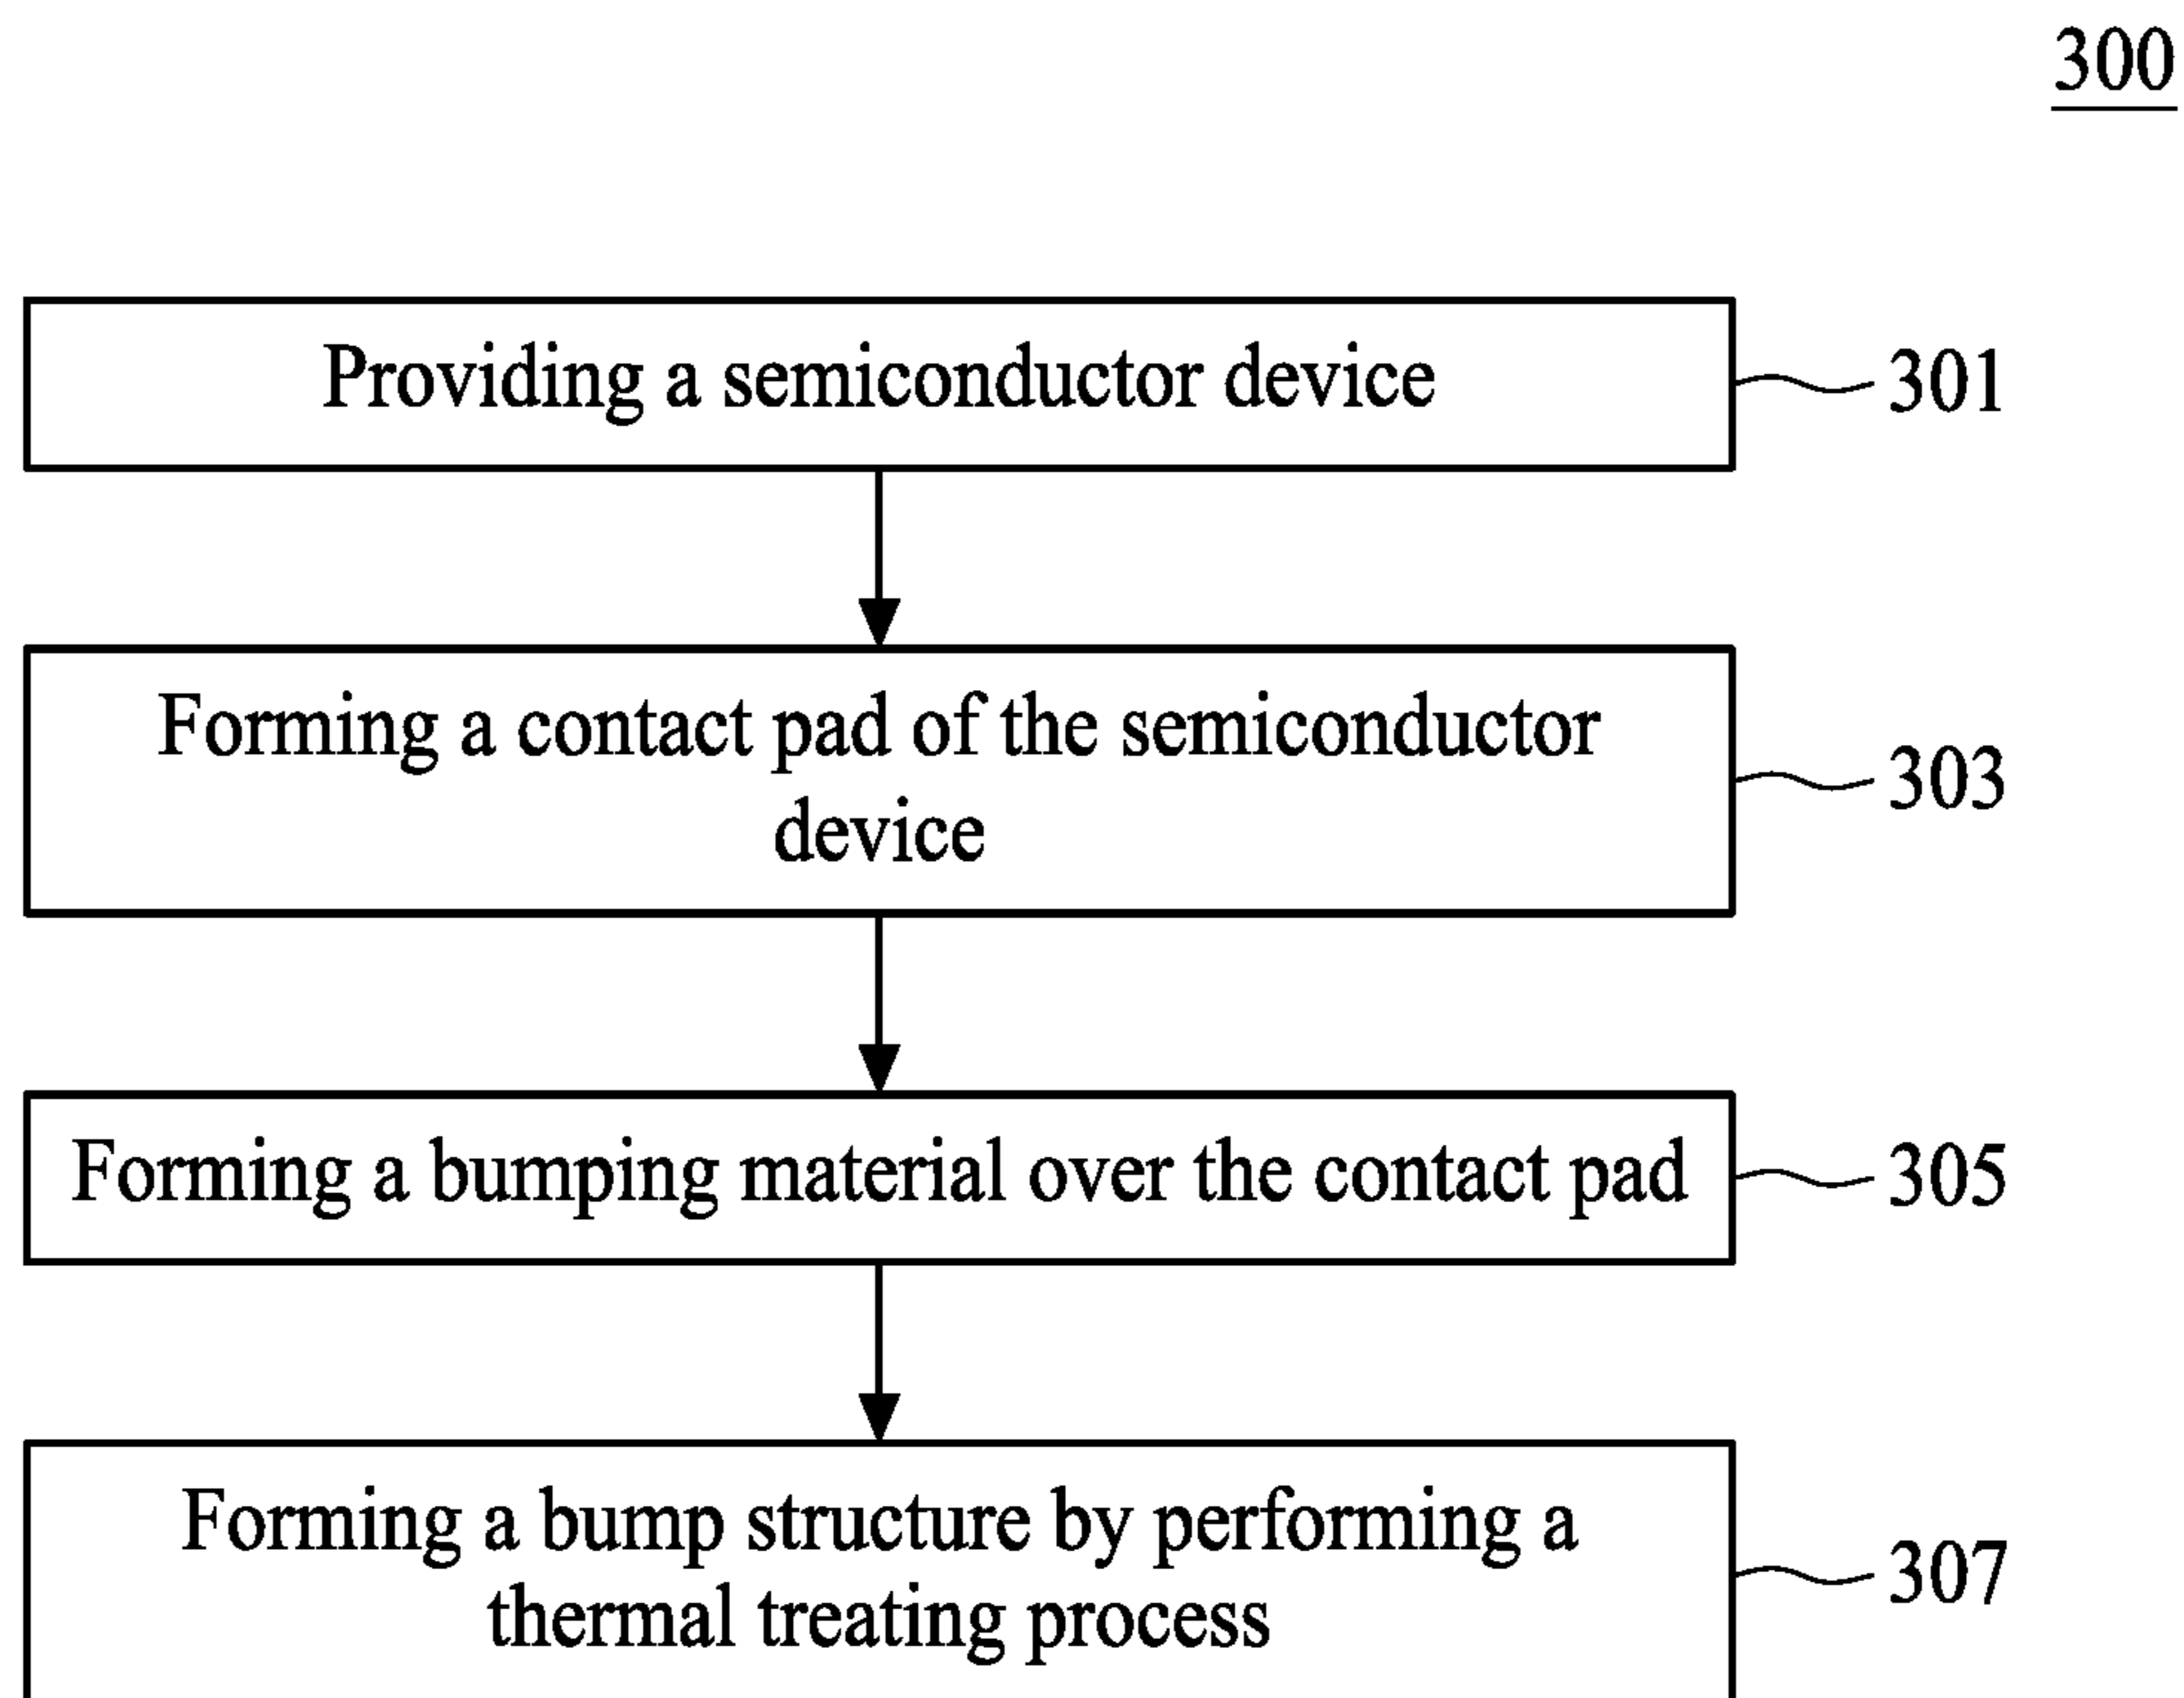 300
Providing a semiconductor device
301
Forming a contact pad of the semiconductor
device
303
Forming a bumping material over the contact pad
305
Forming a bump structure by performing a
thermal treating process
307